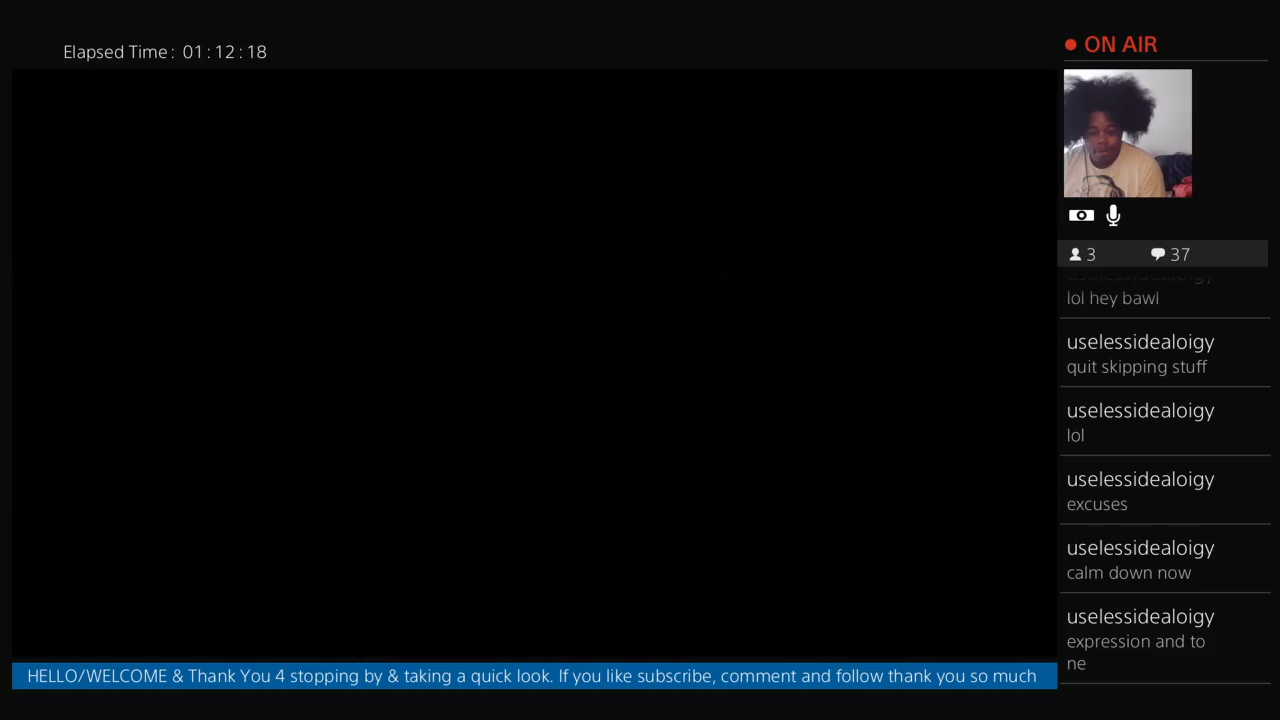 Elapsed Time: 01:12:18
ON AIR
3 37
lol hey bawl
uselessidealoigy
quit skipping stuff
uselessidealoigy
lol
uselessidealoigy
excuses
uselessidealoigy
calm down now
uselessidealoigy
expression and to
ne
HELLO/WELCOME & Thank You 4 stopping by & taking a quick look. If you like subscribe, comment and follow thank you so much